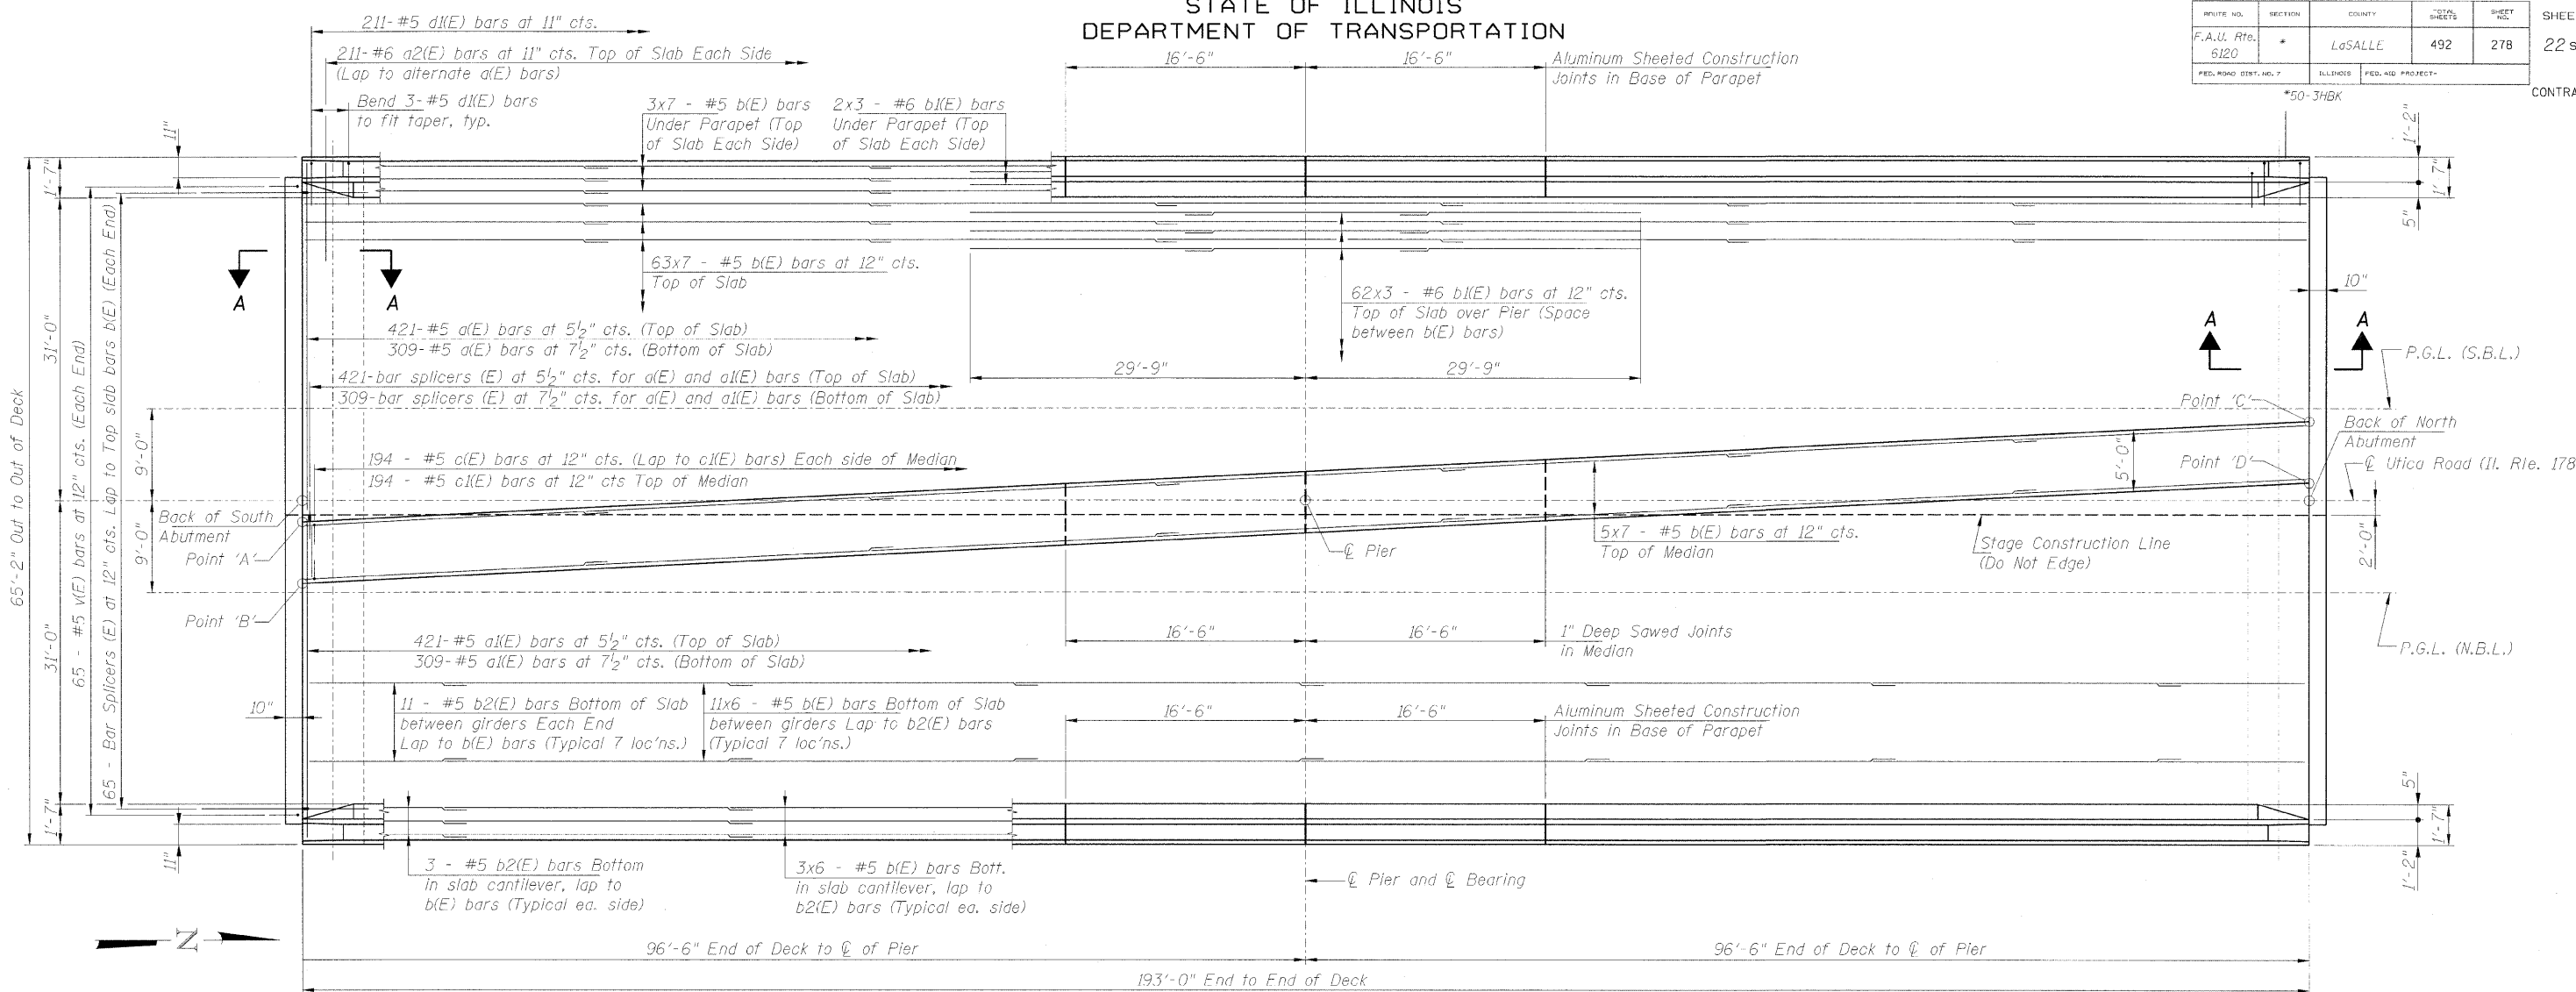 STATE OF ILLINOIS
DEPARTMENT OF TRANSPORTATION
ROUTE NO.
SECTION
COUNTY
TOTAL SHEETS
SHEET NO.
F.A.U. Rte. 6120
*
LaSALLE
492
278
FED. ROAD DIST. NO. 7
ILLINOIS
FED. AID PROJECT-
SHEE
22 s
*50-3HBK
CONTRA
211- #5 d1(E) bars at 11" cts.
211- #6 a2(E) bars at 11" cts. Top of Slab Each Side
(Lap to alternate a(E) bars)
Bend 3- #5 d1(E) bars
to fit taper, typ.
3x7 - #5 b(E) bars
Under Parapet (Top
of Slab Each Side)
2x3 - #6 b1(E) bars
Under Parapet (Top
of Slab Each Side)
16'-6"
16'-6"
Aluminum Sheeted Construction
Joints in Base of Parapet
11"
1'-7"
1'-2"
1'-7"
5"
A
A
63x7 - #5 b(E) bars at 12" cts.
Top of Slab
62x3 - #6 b1(E) bars at 12" cts.
Top of Slab over Pier (Space
between b(E) bars)
10"
A
A
P.G.L. (S.B.L.)
421- #5 a(E) bars at 5½" cts. (Top of Slab)
309- #5 a(E) bars at 7½" cts. (Bottom of Slab)
29'-9"
29'-9"
421-bar splicers (E) at 5½" cts. for a(E) and a1(E) bars (Top of Slab)
309-bar splicers (E) at 7½" cts. for a(E) and a1(E) bars (Bottom of Slab)
65'-2" Out to Out of Deck
31'-0"
31'-0"
65 - #5 v(E) bars at 12" cts. (Each End)
65 - Bar Splicers (E) at 12" cts. Lap to Top slab bars b(E) (Each End)
9'-0"
9'-0"
Point 'C'
Back of North
Abutment
5'-0"
Point 'D'
℄ Utica Road (Il. Rte. 178
194 - #5 c(E) bars at 12" cts. (Lap to c1(E) bars) Each side of Median
194 - #5 c1(E) bars at 12" cts Top of Median
Back of South
Abutment
Point 'A'
Point 'B'
℄ Pier
5x7 - #5 b(E) bars at 12" cts.
Top of Median
Stage Construction Line
(Do Not Edge)
2'-0"
421- #5 a1(E) bars at 5½" cts. (Top of Slab)
309- #5 a1(E) bars at 7½" cts. (Bottom of Slab)
16'-6"
16'-6"
1" Deep Sawed Joints
in Median
P.G.L. (N.B.L.)
10"
11 - #5 b2(E) bars Bottom of Slab
between girders Each End
Lap to b(E) bars (Typical 7 loc'ns.)
11x6 - #5 b(E) bars Bottom of Slab
between girders Lap to b2(E) bars
(Typical 7 loc'ns.)
16'-6"
16'-6"
Aluminum Sheeted Construction
Joints in Base of Parapet
1'-7"
11"
5"
1'-7"
1'-2"
3 - #5 b2(E) bars Bottom
in slab cantilever, lap to
b(E) bars (Typical ea. side)
3x6 - #5 b(E) bars Bott.
in slab cantilever, lap to
b2(E) bars (Typical ea. side)
℄ Pier and ℄ Bearing
N
96'-6" End of Deck to ℄ of Pier
96'-6" End of Deck to ℄ of Pier
193'-0" End to End of Deck